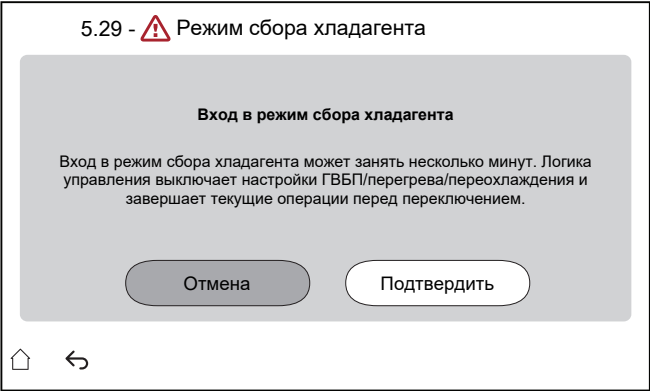 5.29 - Режим сбора хладагента
Вход в режим сбора хладагента
Вход в режим сбора хладагента может занять несколько минут. Логика
управления выключает настройки ГВБП/перегрева/переохлаждения и
завершает текущие операции перед переключением.
Отмена
Подтвердить